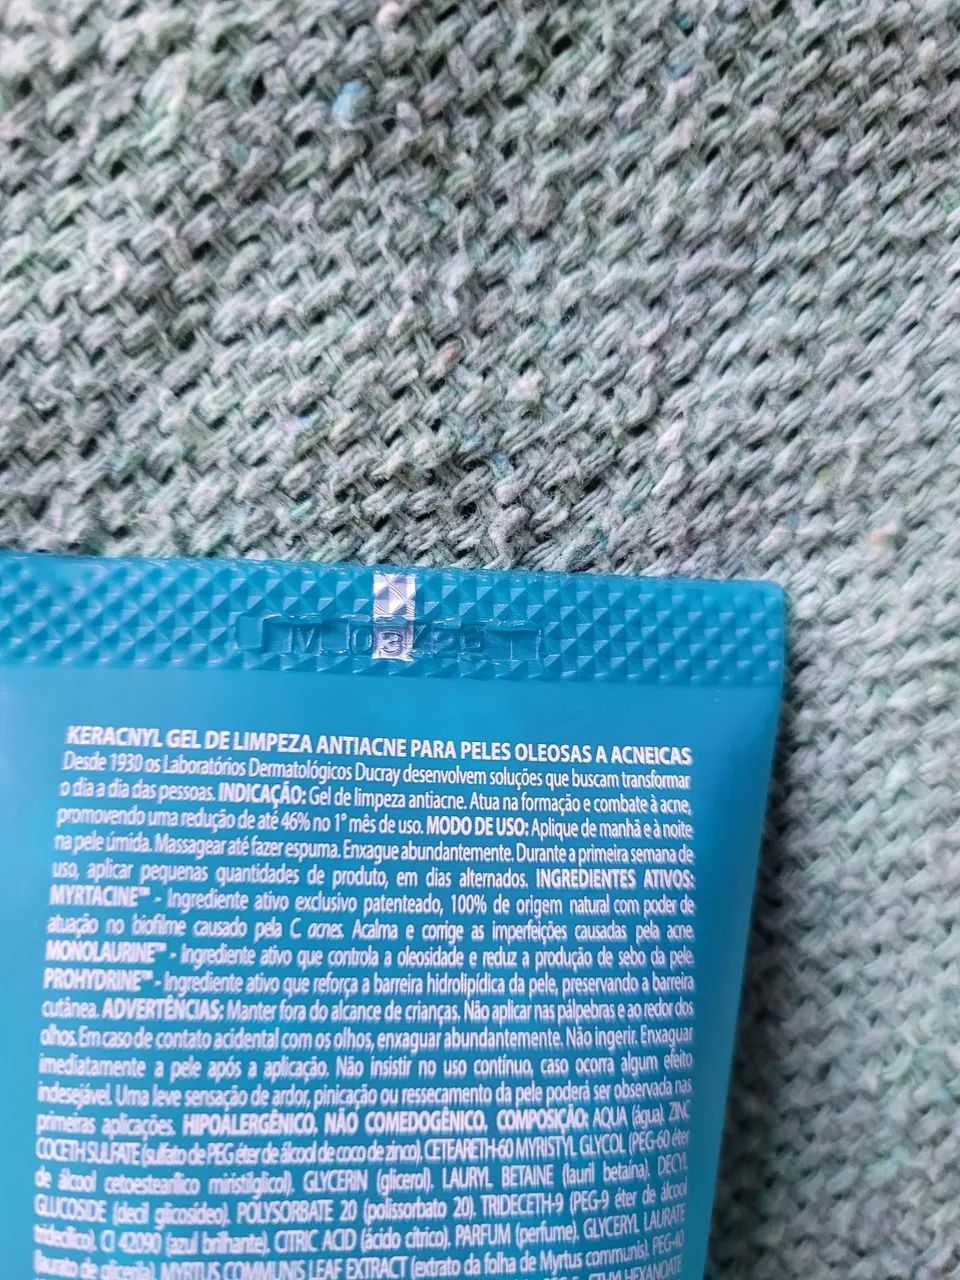 M 03
KERACNYL GEL DE LIMPEZA ANTIACNE PARA PELES OLEOSAS A ACNEICAS
Desde 1930 os Laboratórios Dermatológicos Ducray desenvolvem soluções que buscam transformar
o dia a dia das pessoas. INDICAÇÃO: Gel de limpeza antiacne. Atua na formação e combate à acne,
promovendo uma redução de até 46% no 1° mês de uso. MODO DE USO: Aplique de manhã e à noite
na pele úmida. Massagear até fazer espuma. Enxague abundantemente. Durante a primeira semana de
uso, aplicar pequenas quantidades de produto, em dias alternados. INGREDIENTES ATIVOS:
MYRTACINE™ - Ingrediente ativo exclusivo patenteado, 100% de origem natural com poder de
atuação no biofilme causado pela C acnes. Acalma e corrige as imperfeições causadas pela acne
MONOLAURINE™ - Ingrediente ativo que controla a oleosidade e reduz a produção de sebo da pele.
PROHYDRINE™ - Ingrediente ativo que reforça a barreira hidrolipídica da pele, preservando a barreira
cutânea. ADVERTÊNCIAS: Manter fora do alcance de crianças. Não aplicar nas pálpebras e ao redor dos
olhos. Em caso de contato acidental com os olhos, enxaguar abundantemente. Não ingerir. Enxaguar
imediatamente a pele após a aplicação. Não insistir no uso contínuo, caso ocorra algum efeito
indesejável. Uma leve sensação de ardor, pinicação ou ressecamento da pele poderá ser observada nas
primeiras aplicações. HIPOALERGÊNICO. NÃO COMEDOGÊNICO. COMPOSIÇÃO: AQUA (água). ZINC
COCETH SULFATE (sulfato de PEG éter de álcool de coco de zinco). CETEARETH-60 MYRISTYL GLYCOL (PEG-60 éter
de álcool cetoestearílico miristilglicol). GLYCERIN (glicerol). LAURYL BETAINE (lauril betaína). DECYL
GLUCOSIDE (decil glicosídeo). POLYSORBATE 20 (polissorbato 20). TRIDECETH-9 (PEG-9 éter de álcool
tridecílico). CI 42090 (azul brilhante). CITRIC ACID (ácido cítrico). PARFUM (perfume). GLYCERYL LAURATE
(laurato de glicerila). MYRTUS COMMUNIS LEAF EXTRACT (extrato da folha de Myrtus communis). PEG-40